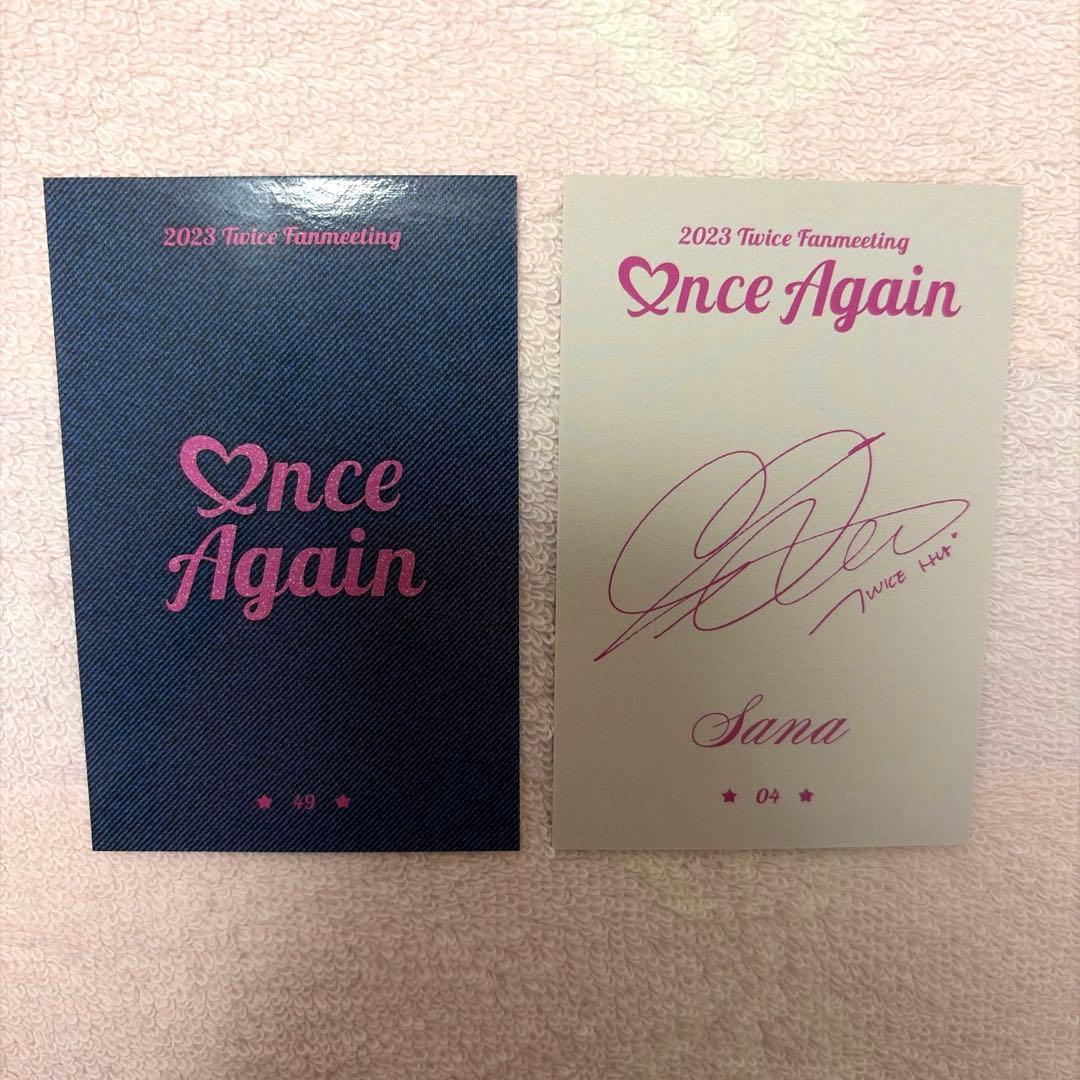 2023 Twice Fanmeeting
Once
Again
★ 49 ★
2023 Twice Fanmeeting
Once Again
TWICE
Sana
★ 04 ★